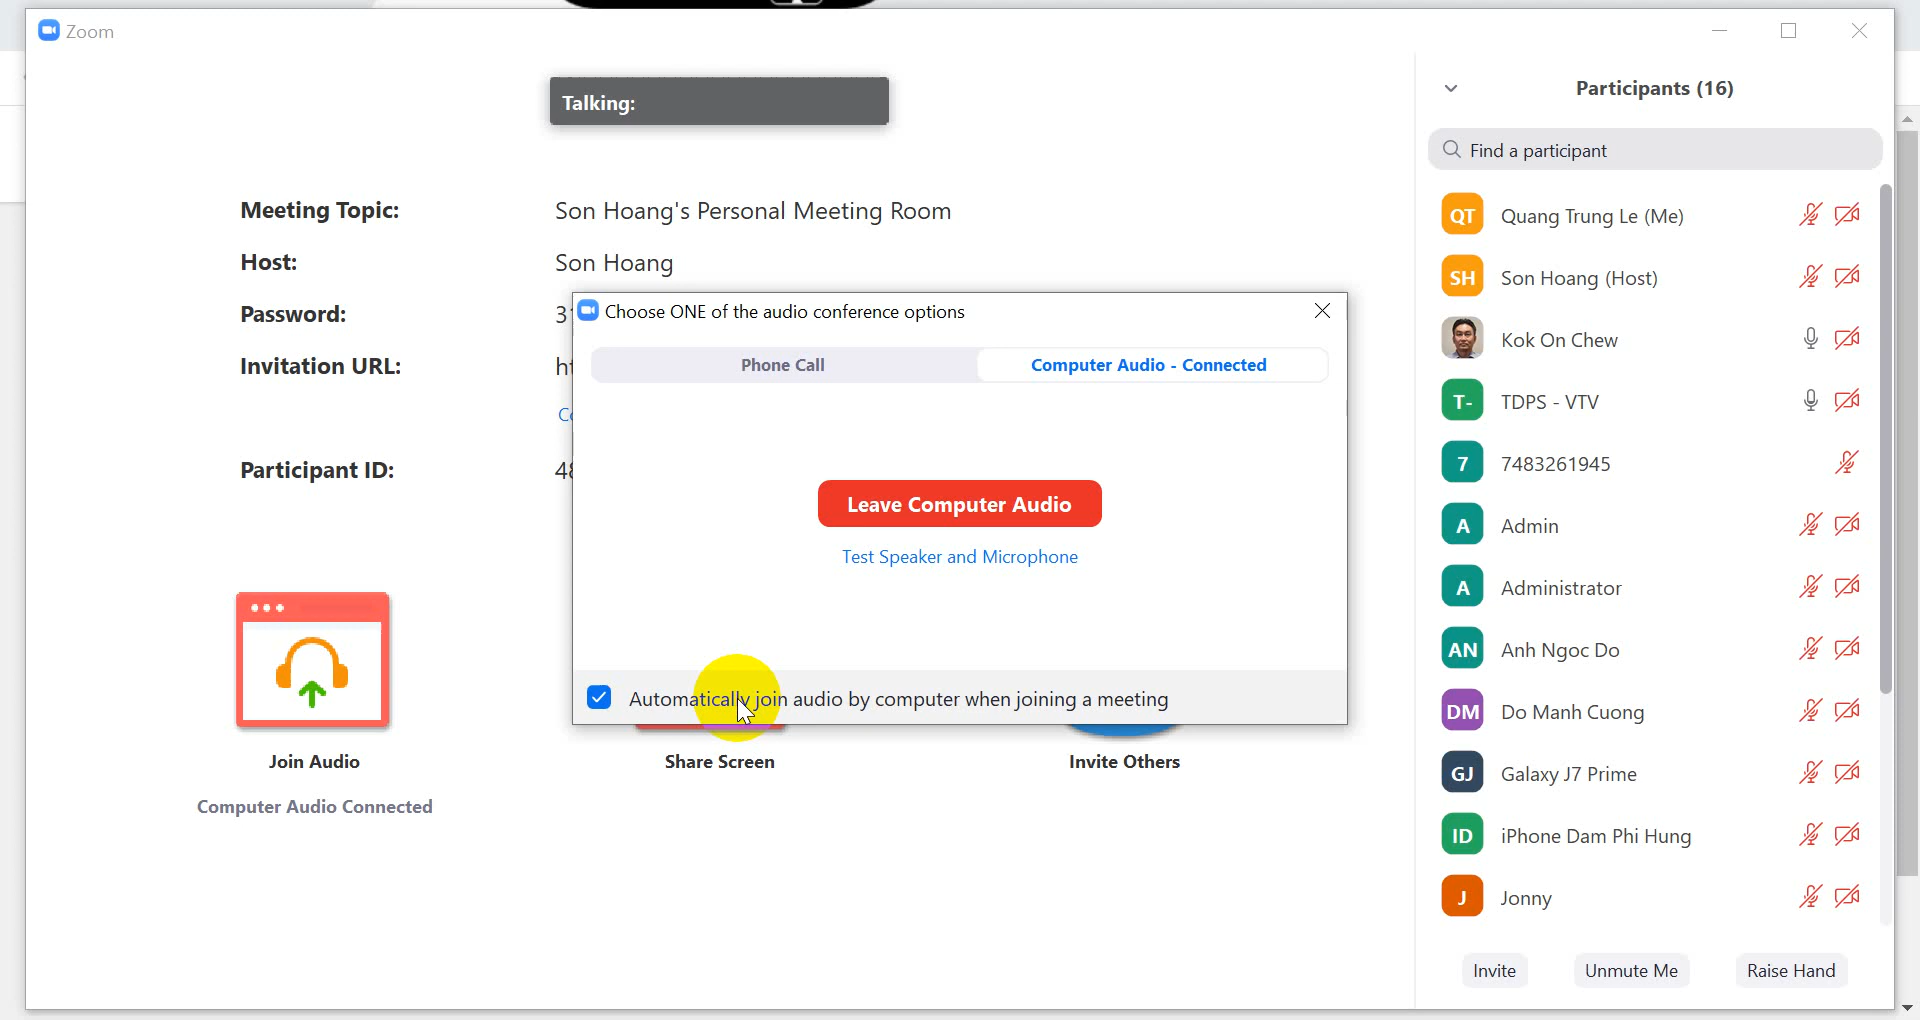 Zoom
Talking:
Meeting Topic: Son Hoang's Personal Meeting Room
Host: Son Hoang
Password:
Invitation URL:
Participant ID:
Choose ONE of the audio conference options
Phone Call
Computer Audio - Connected
Leave Computer Audio
Test Speaker and Microphone
Automatically join audio by computer when joining a meeting
Join Audio
Computer Audio Connected
Share Screen
Invite Others
Participants (16)
Find a participant
QT Quang Trung Le (Me)
SH Son Hoang (Host)
Kok On Chew
T- TDPS - VTV
7 7483261945
A Admin
A Administrator
AN Anh Ngoc Do
DM Do Manh Cuong
GJ Galaxy J7 Prime
ID iPhone Dam Phi Hung
J Jonny
Invite
Unmute Me
Raise Hand